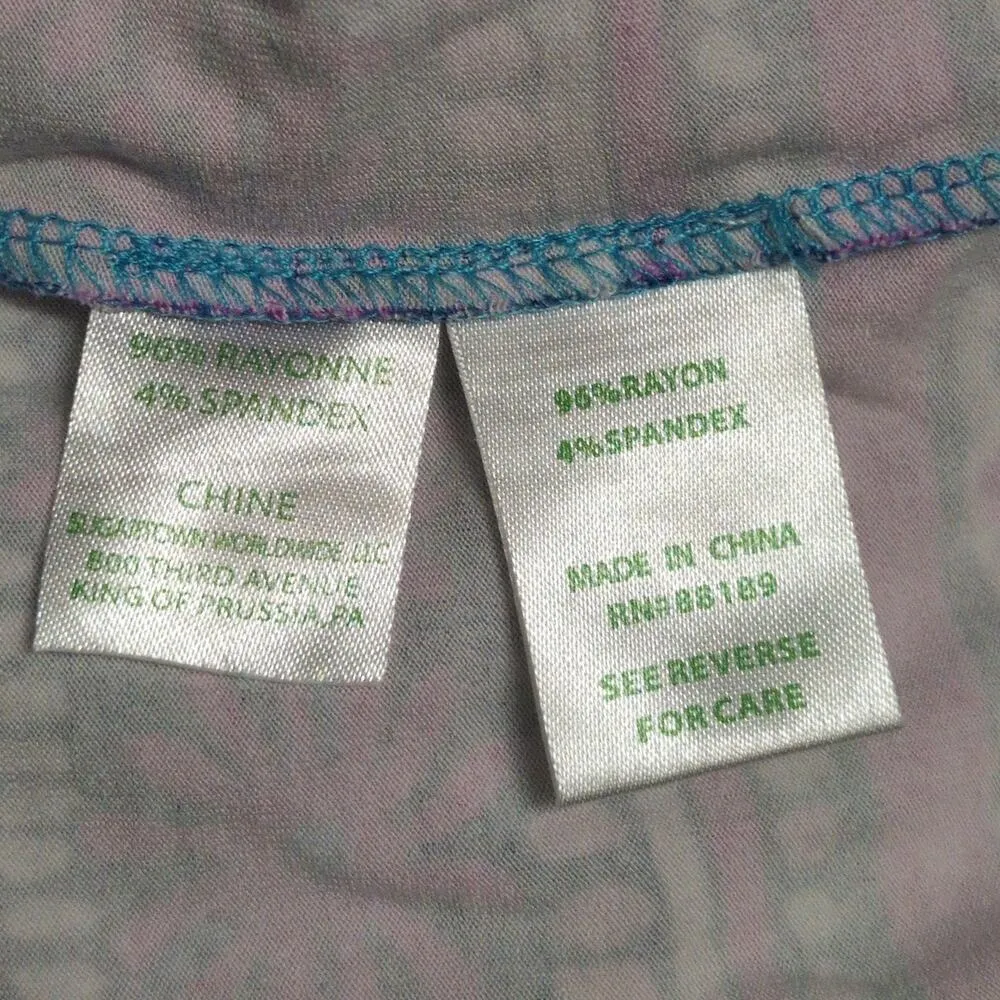 96% RAYONNE
4% SPANDEX
CHINE
SUGARTOWN WORLDWIDE, LLC
800 THIRD AVENUE
KING OF PRUSSIA, PA
96%RAYON
4%SPANDEX
MADE IN CHINA
RN#88189
SEE REVERSE
FOR CARE